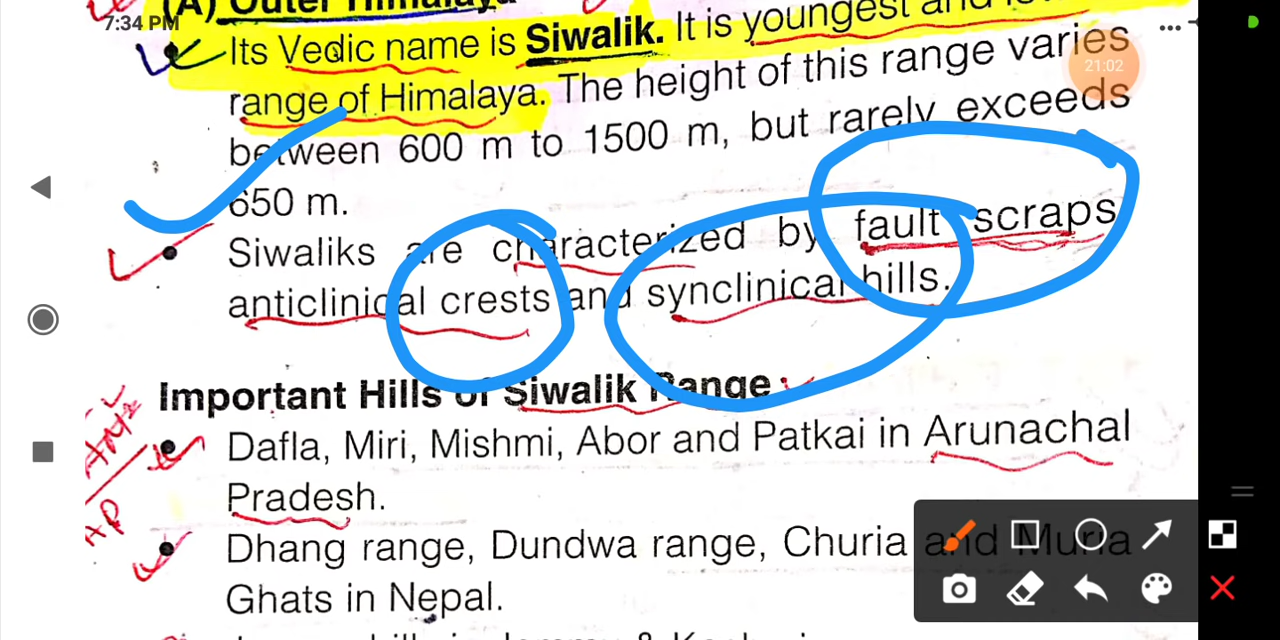 (A) Outer Himalaya
7:34 PM
Its Vedic name is Siwalik. It is youngest and
21:02
range of Himalaya. The height of this range varies
between 600 m to 1500 m, but rarely exceeds
650 m.
Siwaliks are characterized by fault scraps
anticlinical crests and synclinical hills.
Important Hills of Siwalik Range
Dafla, Miri, Mishmi, Abor and Patkai in Arunachal
Pradesh.
AP
Dhang range, Dundwa range, Churia and Muria
Ghats in Nepal.